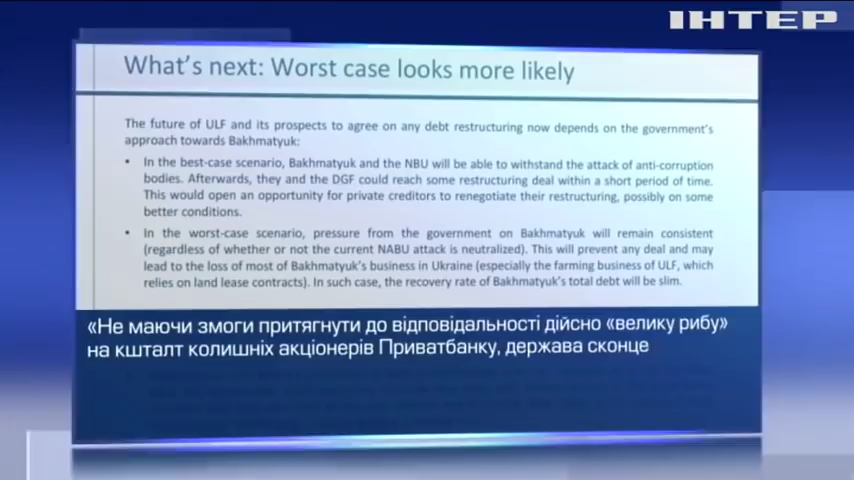 ІНТЕР
What's next: Worst case looks more likely
The future of ULF and its prospects to agree on any debt restructuring now depends on the government's
approach towards Bakhmatyuk:
• In the best-case scenario, Bakhmatyuk and the NBU will be able to withstand the attack of anti-corruption
bodies. Afterwards, they and the DGF could reach some restructuring deal within a short period of time.
This would open an opportunity for private creditors to renegotiate their restructuring, possibly on some
better conditions.
• In the worst-case scenario, pressure from the government on Bakhmatyuk will remain consistent
(regardless of whether or not the current NABU attack is neutralized). This will prevent any deal and may
lead to the loss of most of Bakhmatyuk's business in Ukraine (especially the farming business of ULF, which
relies on land lease contracts). In such case, the recovery rate of Bakhmatyuk's total debt will be slim.
«Не маючи змоги притягнути до відповідальності дійсно «велику рибу»
на кшталт колишніх акціонерів Приватбанку, держава сконце